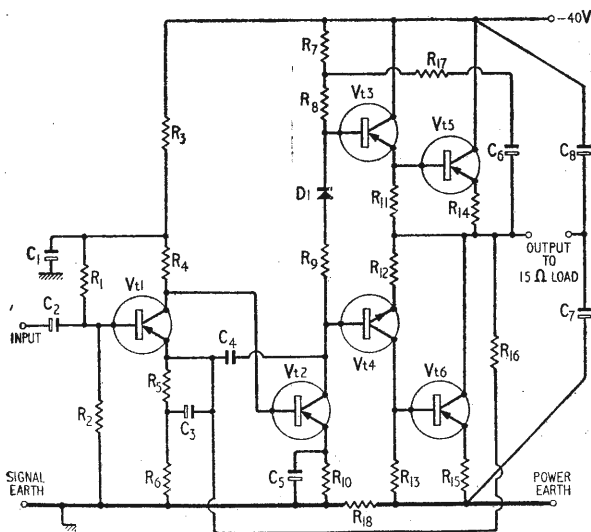 -40V
R7
R17
R8
Vt3
R3
Vt5
C6
C8
D1
R11
R14
C1
R1
R4
R9
R12
OUTPUT
TO
15 Ω LOAD
C2
Vt1
C7
INPUT
C4
Vt4
R16
R2
R5
C3
Vt2
Vt6
R6
C5
R10
R13
R15
SIGNAL
EARTH
R18
POWER
EARTH